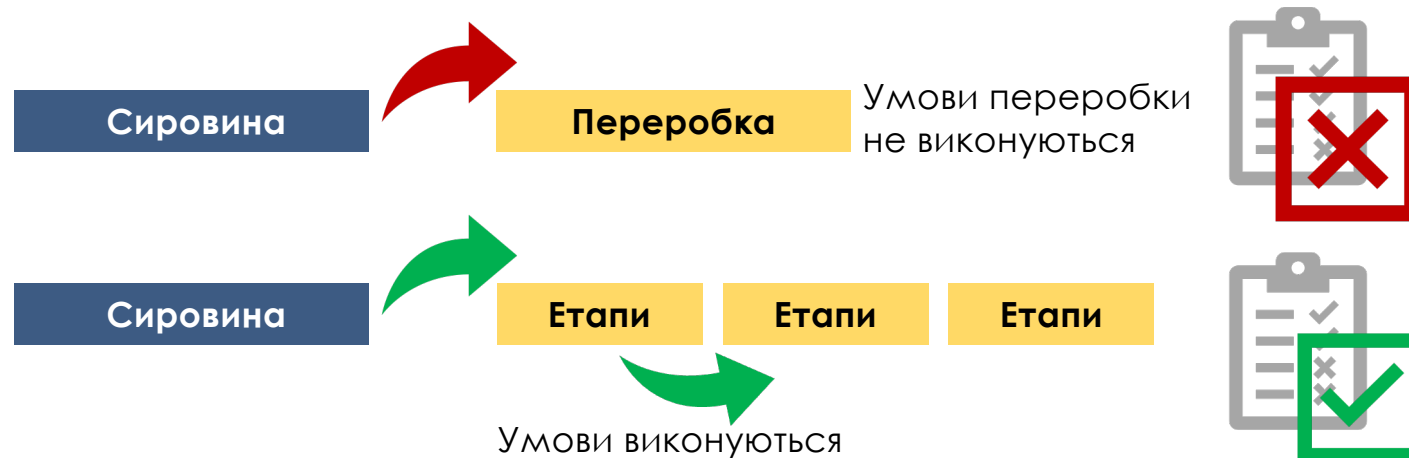 Сировина
Переробка
Умови переробки
не виконуються
Сировина
Етапи
Етапи
Етапи
Умови виконуються